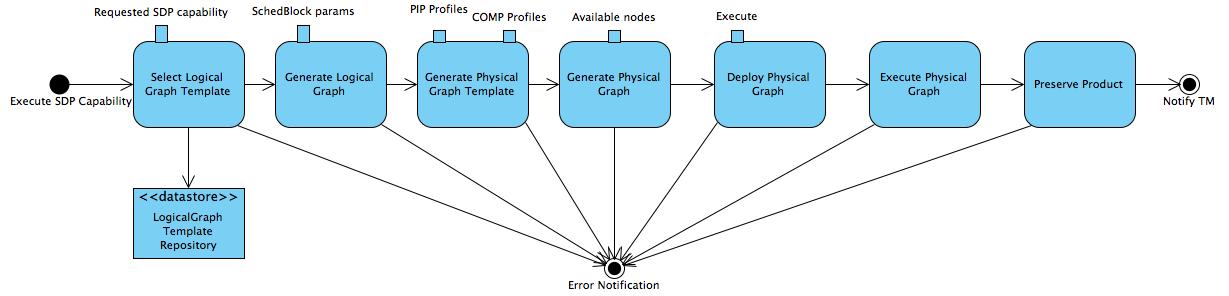 Requested SDP capability
SchedBlock params
PIP Profiles
COMP Profiles
Available nodes
Execute
Execute SDP Capability
Select Logical
Graph Template
Generate Logical
Graph
Generate Physical
Graph Template
Generate Physical
Graph
Deploy Physical
Graph
Execute Physical
Graph
Preserve Product
Notify TM
<<datastore>>
LogicalGraph
Template
Repository
Error Notification